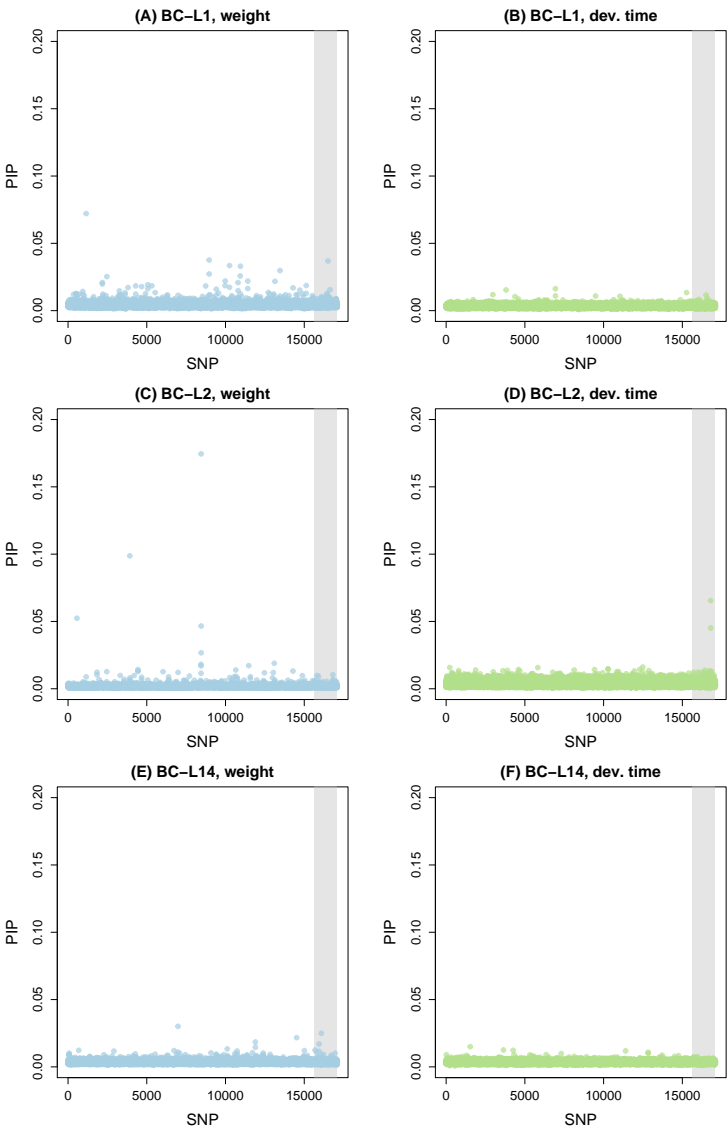 (A) BC−L1, weight
0.20
0.15
0.10
0.05
0.00
PIP
0 5000 10000 15000
SNP
(B) BC−L1, dev. time
0.20
0.15
0.10
0.05
0.00
PIP
0 5000 10000 15000
SNP
(C) BC−L2, weight
0.20
0.15
0.10
0.05
0.00
PIP
0 5000 10000 15000
SNP
(D) BC−L2, dev. time
0.20
0.15
0.10
0.05
0.00
PIP
0 5000 10000 15000
SNP
(E) BC−L14, weight
0.20
0.15
0.10
0.05
0.00
PIP
0 5000 10000 15000
SNP
(F) BC−L14, dev. time
0.20
0.15
0.10
0.05
0.00
PIP
0 5000 10000 15000
SNP